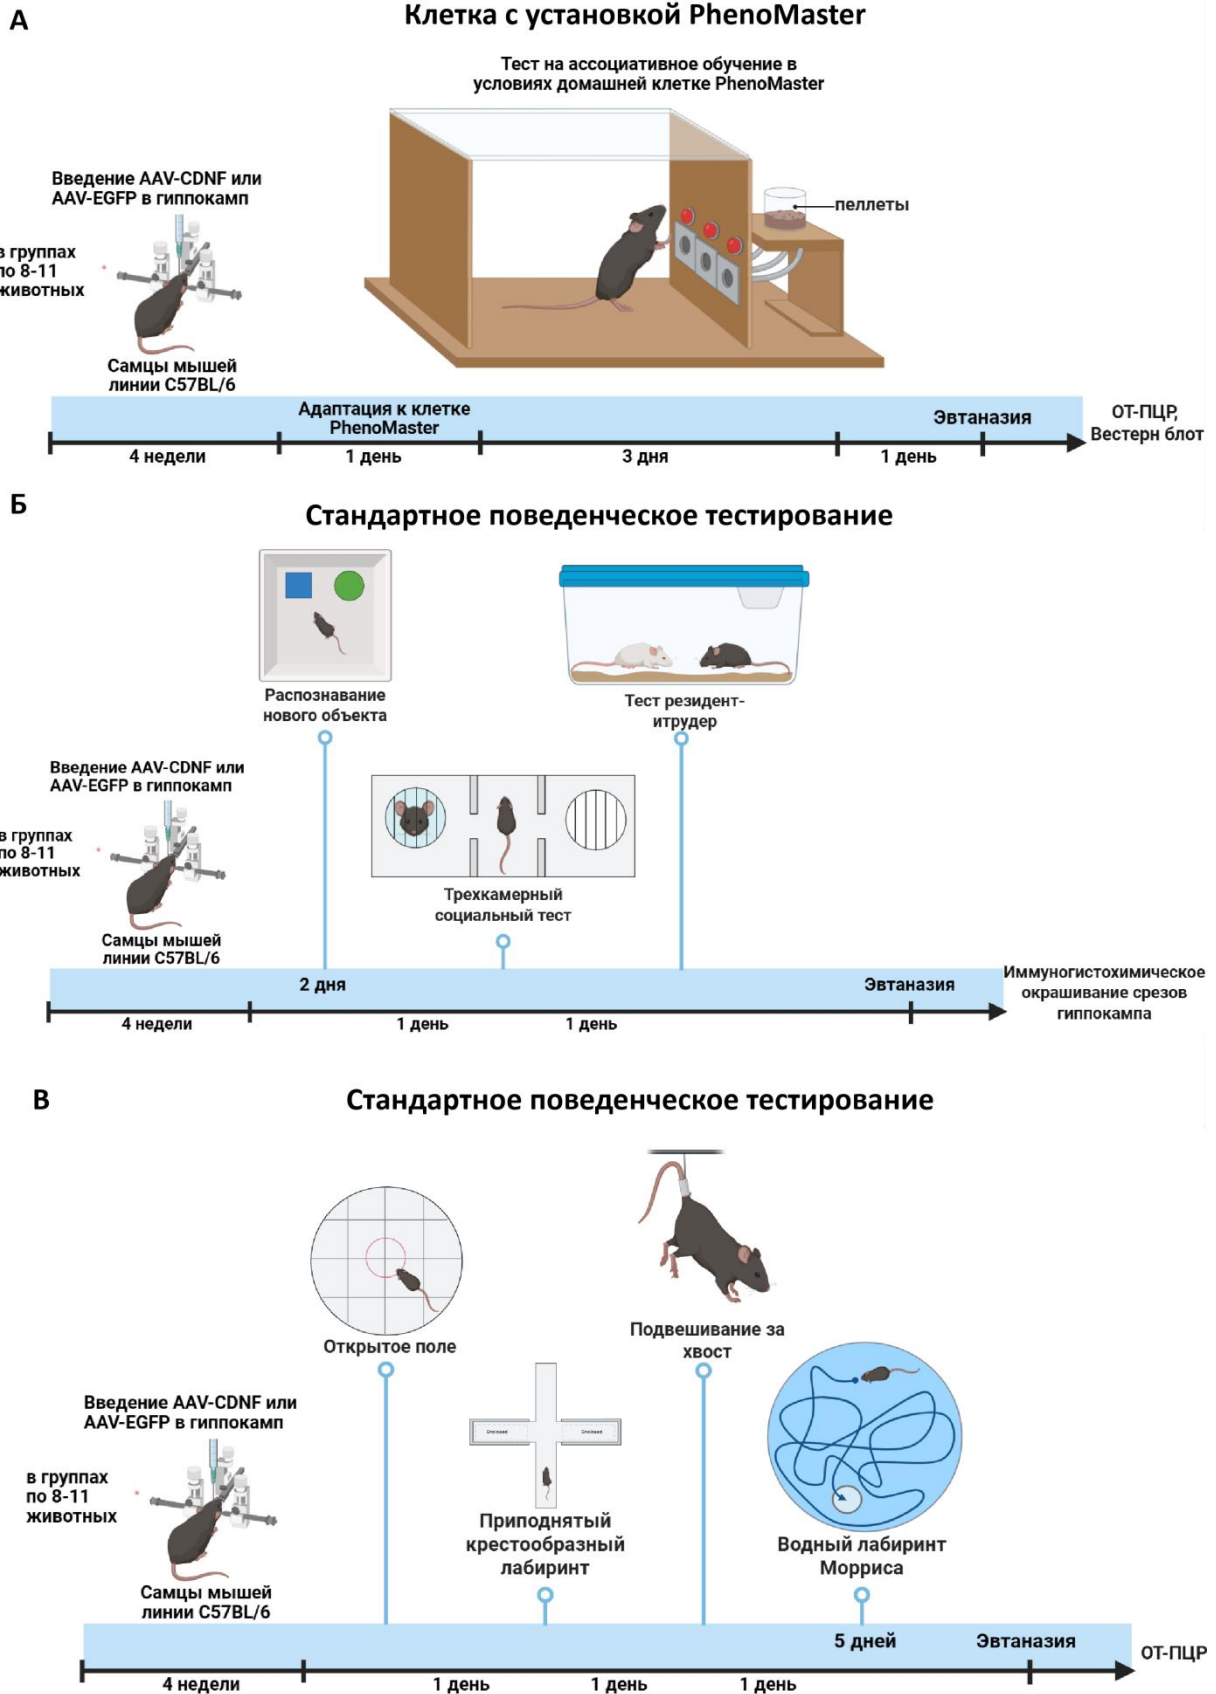 А
Клетка с установкой PhenoMaster
Тест на ассоциативное обучение в
условиях домашней клетке PhenoMaster
пеллеты
Введение AAV-CDNF или
AAV-EGFP в гиппокамп
в группах
по 8-11
животных
Самцы мышей
линии C57BL/6
Адаптация к клетке
PhenoMaster
Эвтаназия
ОТ-ПЦР,
Вестерн блот
4 недели
1 день
3 дня
1 день
Б
Стандартное поведенческое тестирование
Распознавание
нового объекта
Тест резидент-
итрудер
Введение AAV-CDNF или
AAV-EGFP в гиппокамп
в группах
по 8-11
животных
Трехкамерный
социальный тест
Самцы мышей
линии C57BL/6
2 дня
Эвтаназия
Иммуногистохимическое
окрашивание срезов
гиппокампа
4 недели
1 день
1 день
В
Стандартное поведенческое тестирование
Открытое поле
Подвешивание за
хвост
Введение AAV-CDNF или
AAV-EGFP в гиппокамп
в группах
по 8-11
животных
Enclosed
Enclosed
Приподнятый
крестообразный
лабиринт
Водный лабиринт
Морриса
Самцы мышей
линии C57BL/6
5 дней
Эвтаназия
ОТ-ПЦР
4 недели
1 день
1 день
1 день